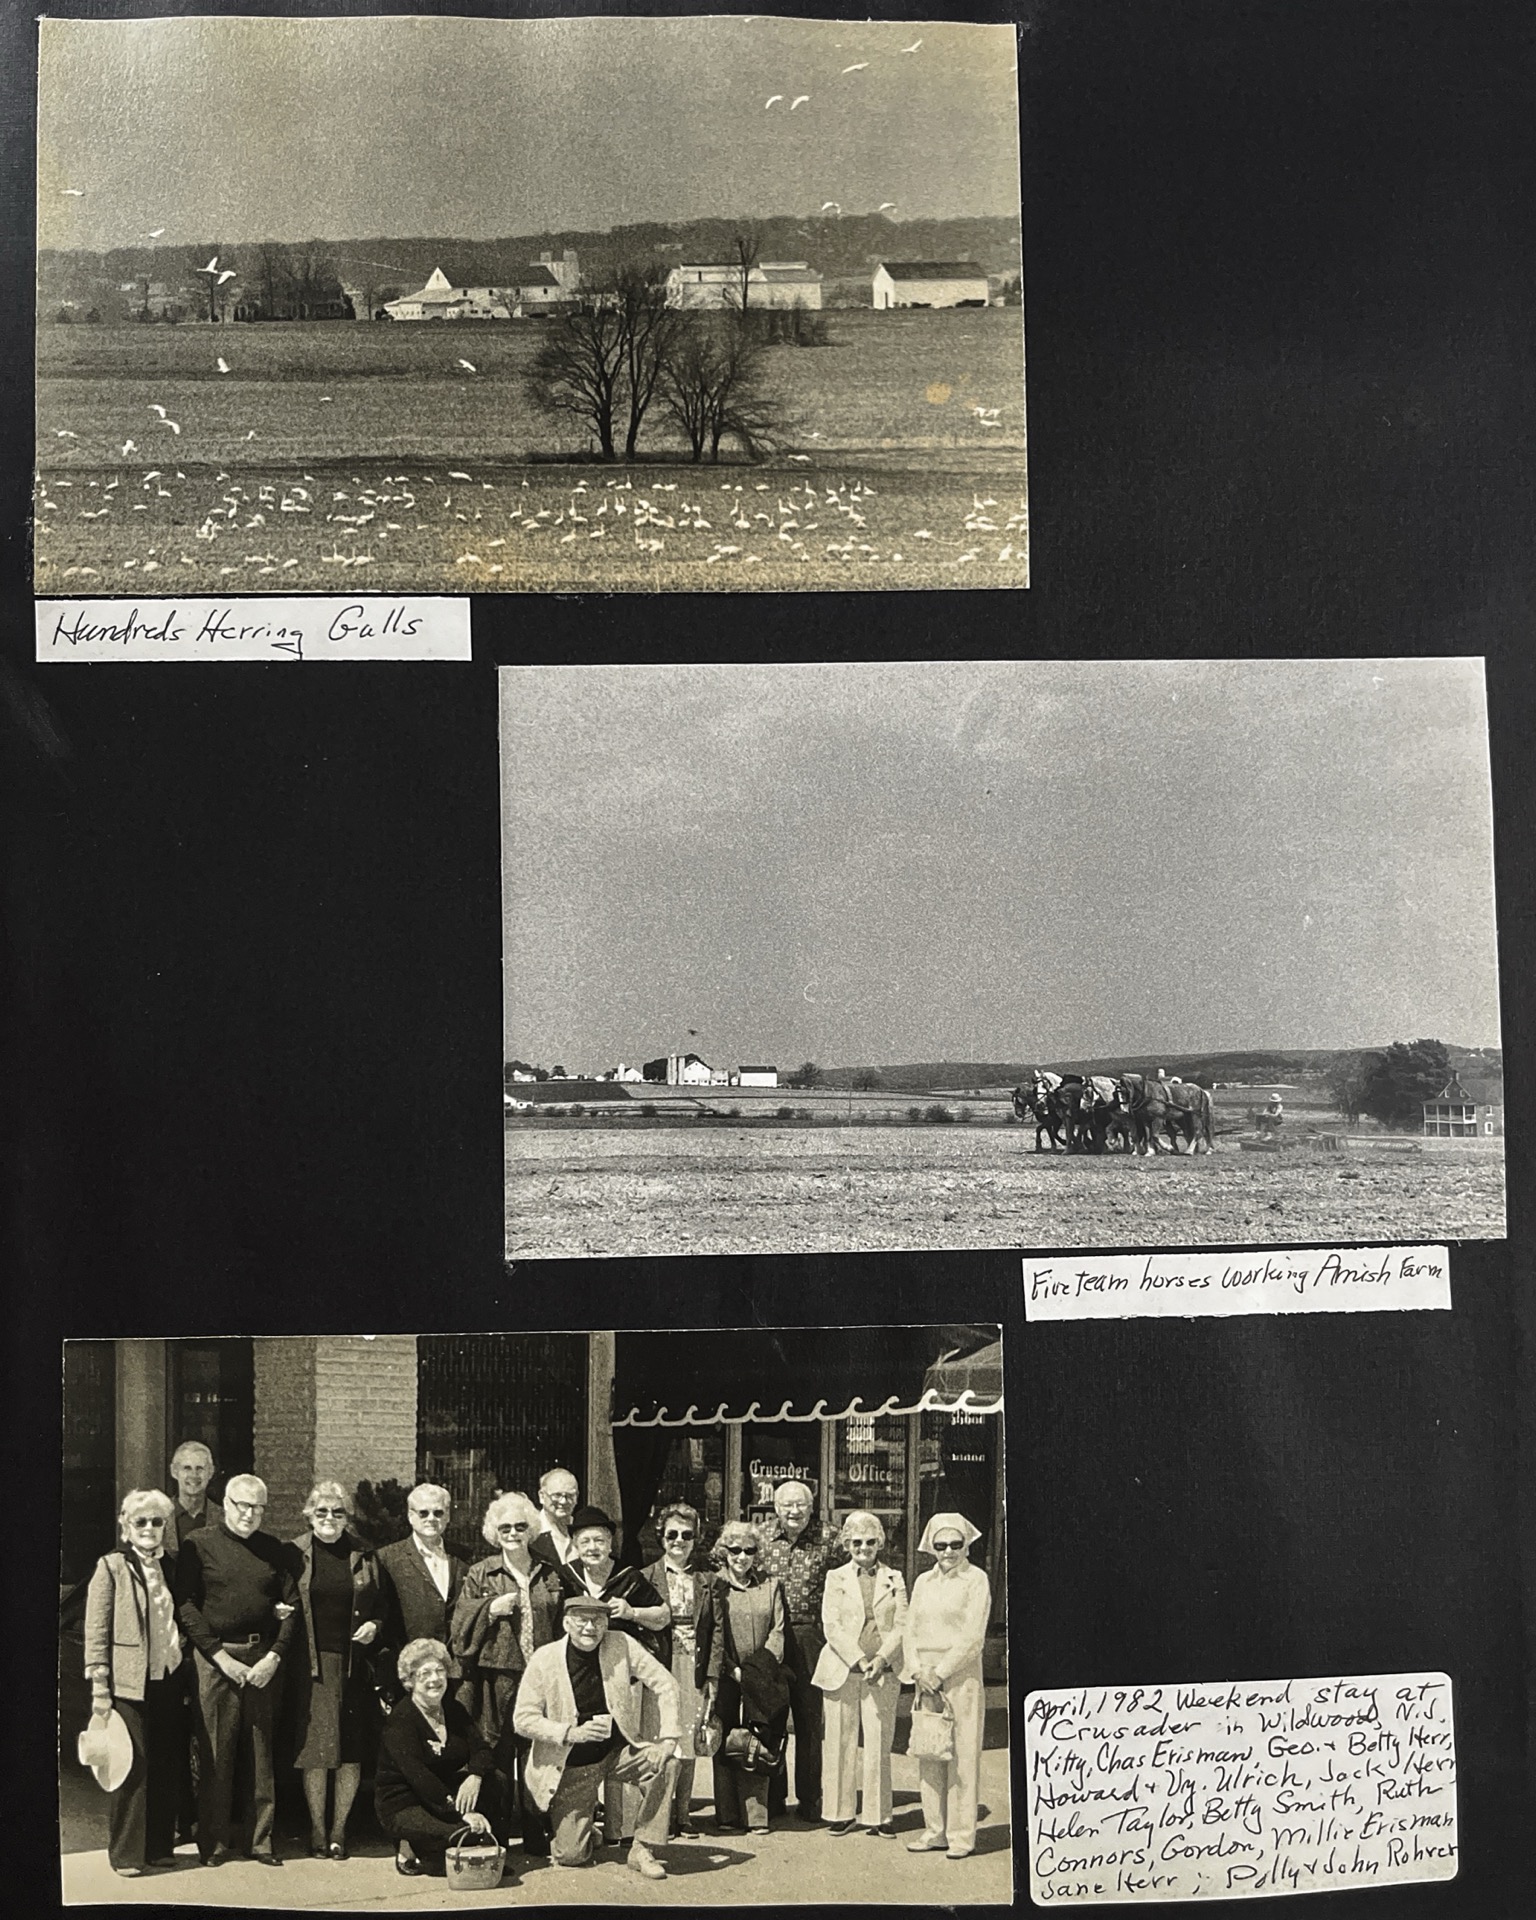 Hundreds Herring Gulls
Five team horses working Amish Farm
Crusader
Office
April, 1982 Weekend stay at
Crusader in Wildwood, N.J.
Kitty, Chas Erisman, Geo. + Betty Herr,
Howard + Vg. Ulrich, Jack Herr
Helen Taylor, Betty Smith, Ruth
Connors, Gordon, Millie Erisman
Jane Herr ; Polly + John Rohrer